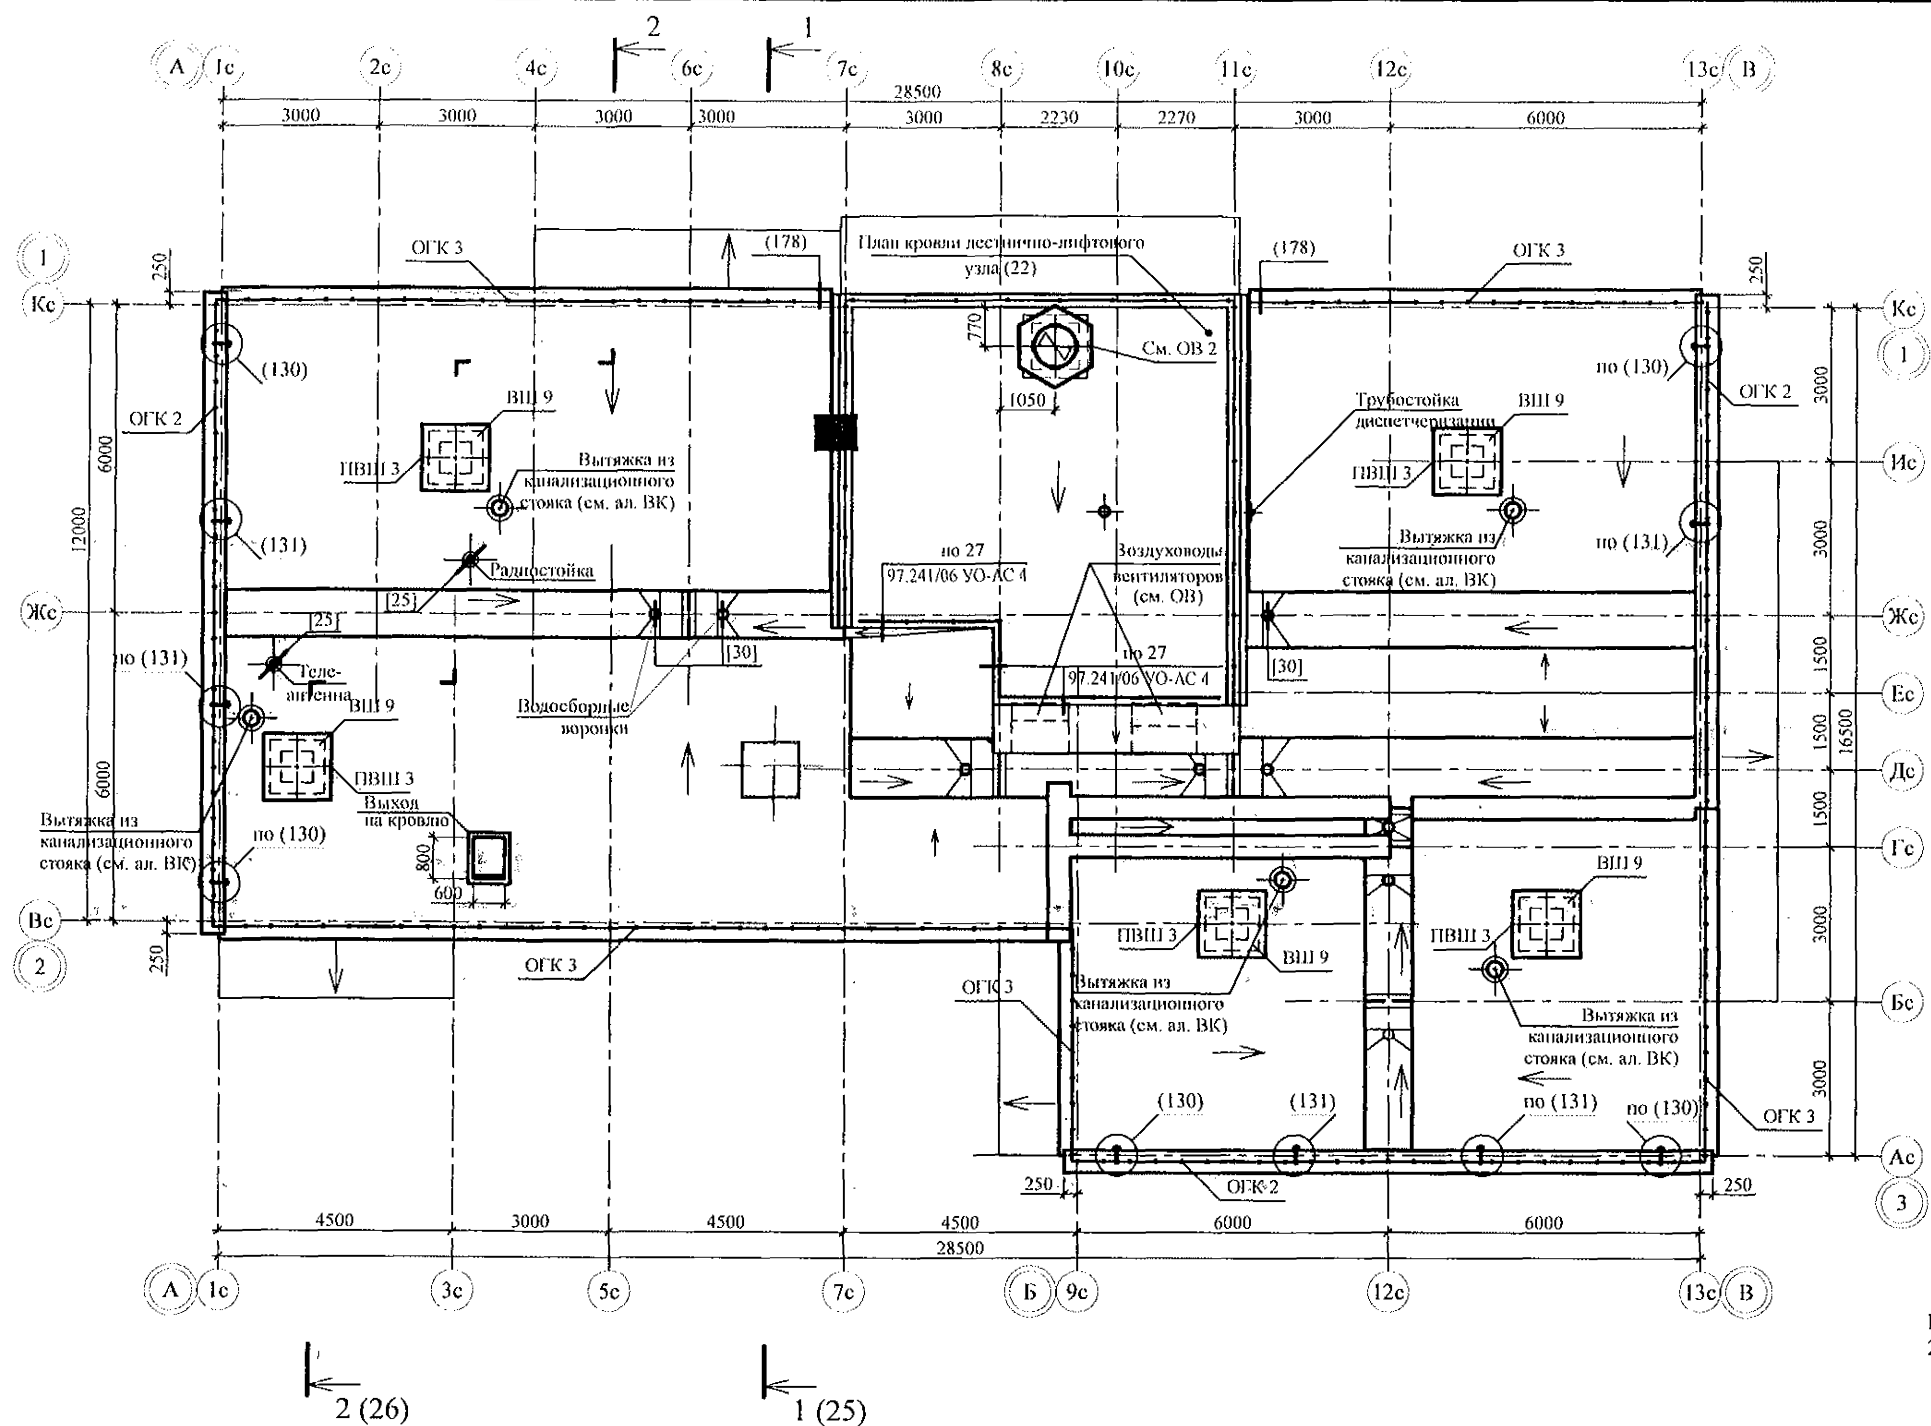 2
1
А 1с 2с 4с 6с 7с 8с 10с 11с 12с 13с В
28500
3000 3000 3000 3000 3000 2230 2270 3000 6000
1
250
ОГК 3
(178)
План кровли лестнично-лифтового
узла (22)
(178)
ОГК 3
250
Кс
Кс
1
770
См. ОВ 2
(130)
по (130)
ОГК 2
ОГК 2
3000
1050
ВШ 9
ПВШ 3
Вытяжка из
канализационного
стояка (см. ал. ВК)
Трубостойка
диспетчеризации
ВШ 9
ПВШ 3
Ис
6000
12000
(131)
Радиостойка
[25]
по 27
97.241/06 УО-АС 4
Воздуховоды
вентиляторов
(см. ОВ)
Вытяжка из
канализационного
стояка (см. ал. ВК)
по (131)
3000
Жс
Жс
[25]
[30]
по 27
97.241/06 УО-АС 4
[30]
1500
по (131)
Теле-
антенна
Водосборные
воронки
Ес
ВШ 9
ПВШ 3
1500
16500
Дс
6000
Выход
на кровлю
800
600
Вытяжка из
канализационного
стояка (см. ал. ВК)
по (130)
1500
Гс
ВШ 9
Вс
2
250
ОГК 3
ПВШ 3
ВШ 9
ПВШ 3
3000
ОГК 3
Вытяжка из
канализационного
стояка (см. ал. ВК)
Вытяжка из
канализационного
стояка (см. ал. ВК)
Бс
3000
(130)
(131)
по (131)
по (130)
ОГК 3
Ас
3
250
ОГК 2
250
4500 3000 4500 4500 6000 6000
28500
А 1с 3с 5с 7с Б 9с 12с 13с В
2 (26)
1 (25)